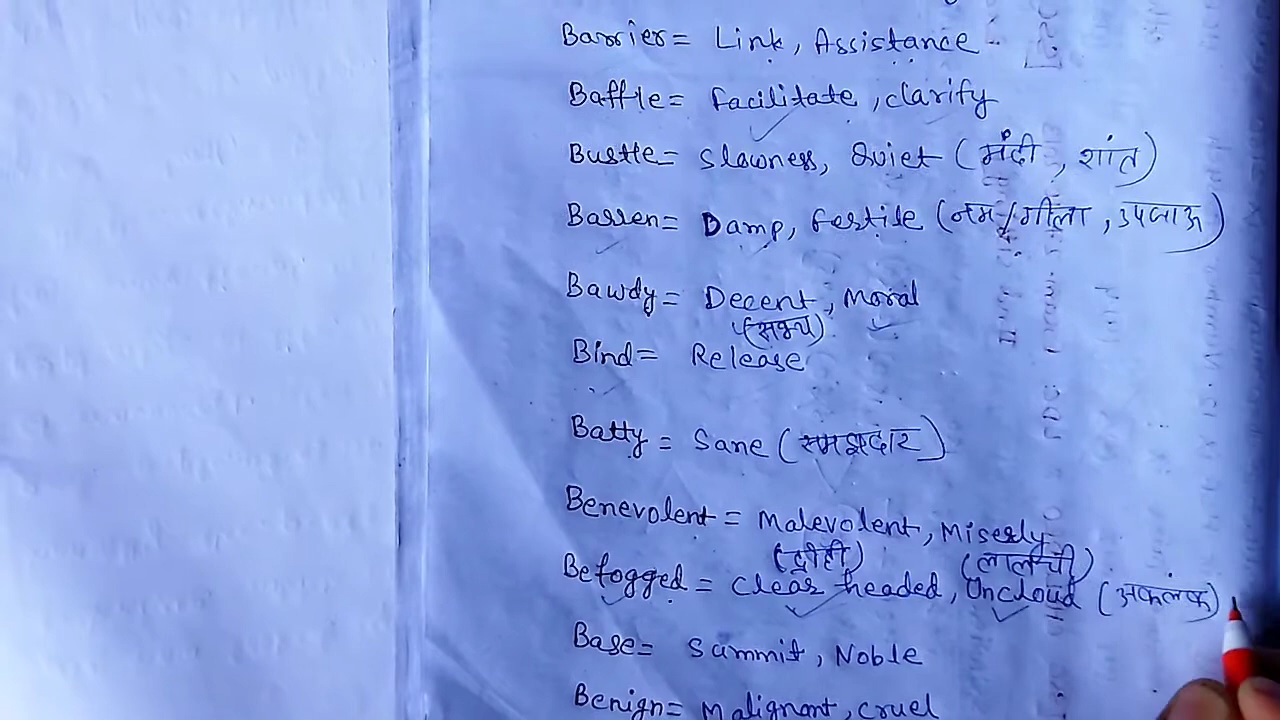 Barrier = Link, Assistance
Baffle = Facilitate, clarify
Bustle = Slowness, Quiet (मंदी, शांत)
Barren = Damp, Fertile (नम/गीला, उपजाऊ)
Bawdy = Decent, Moral
(सभ्य)
Bind = Release
Batty = Sane (समझदार)
Benevolent = Malevolent, Miserly
(द्रोही) (लालची)
Befogged = Clear headed, Uncloud (अकलंक)
Base = Summit, Noble
Benign = Malignant, Cruel